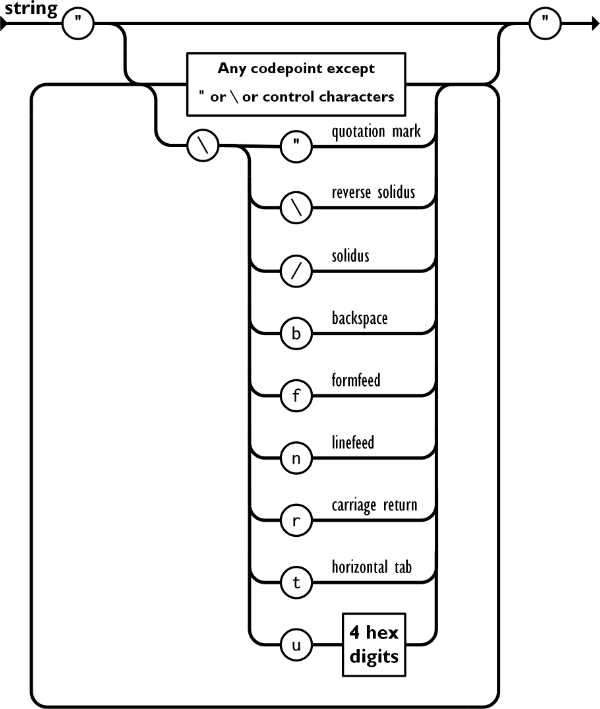 string
" "
Any codepoint except
" or \ or control characters
\ " quotation mark
\ reverse solidus
/ solidus
b backspace
f formfeed
n linefeed
r carriage return
t horizontal tab
u 4 hex
digits